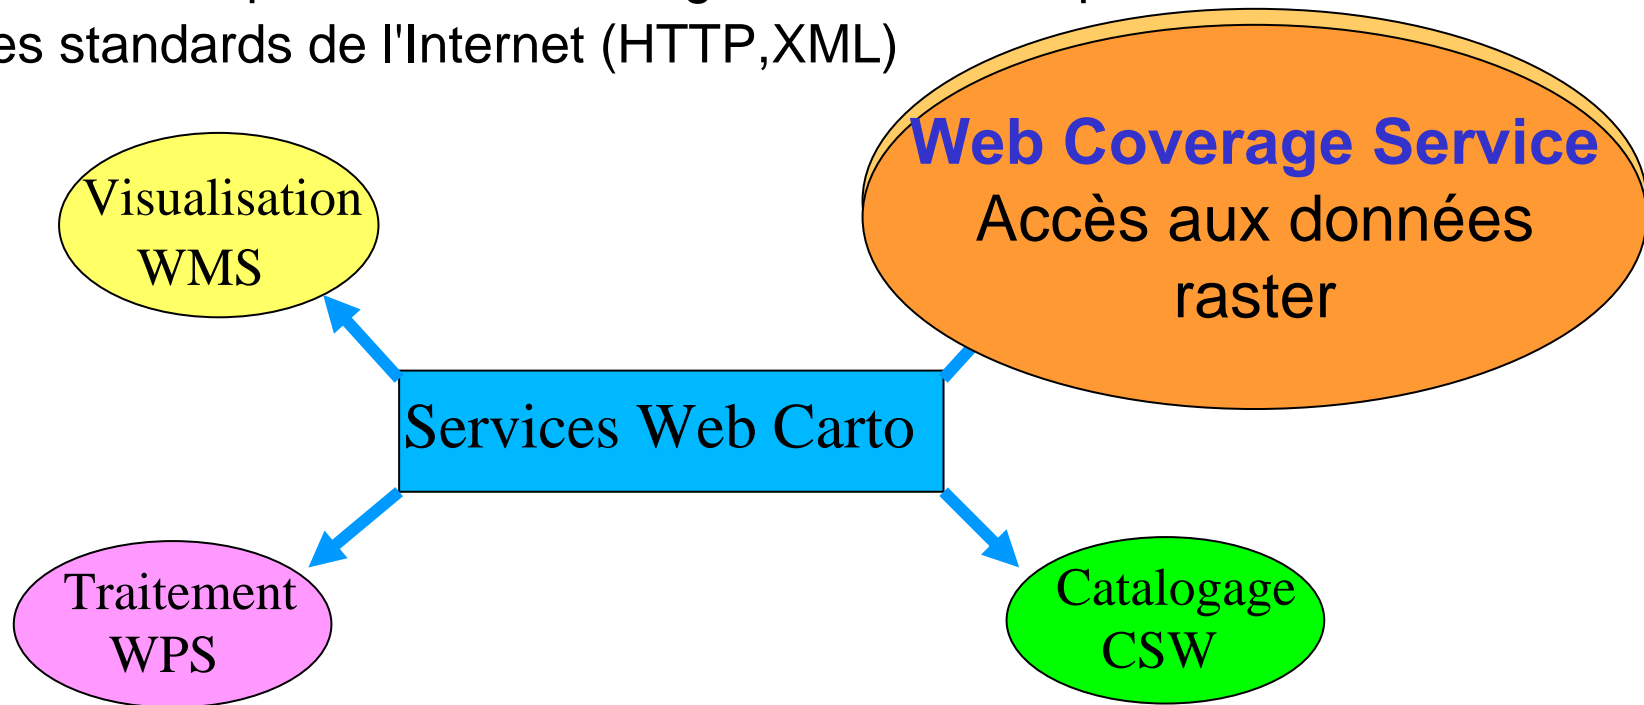 es standards de l'Internet (HTTP,XML)
Web Coverage Service
Accès aux données
raster
Visualisation
WMS
Services Web Carto
Traitement
WPS
Catalogage
CSW